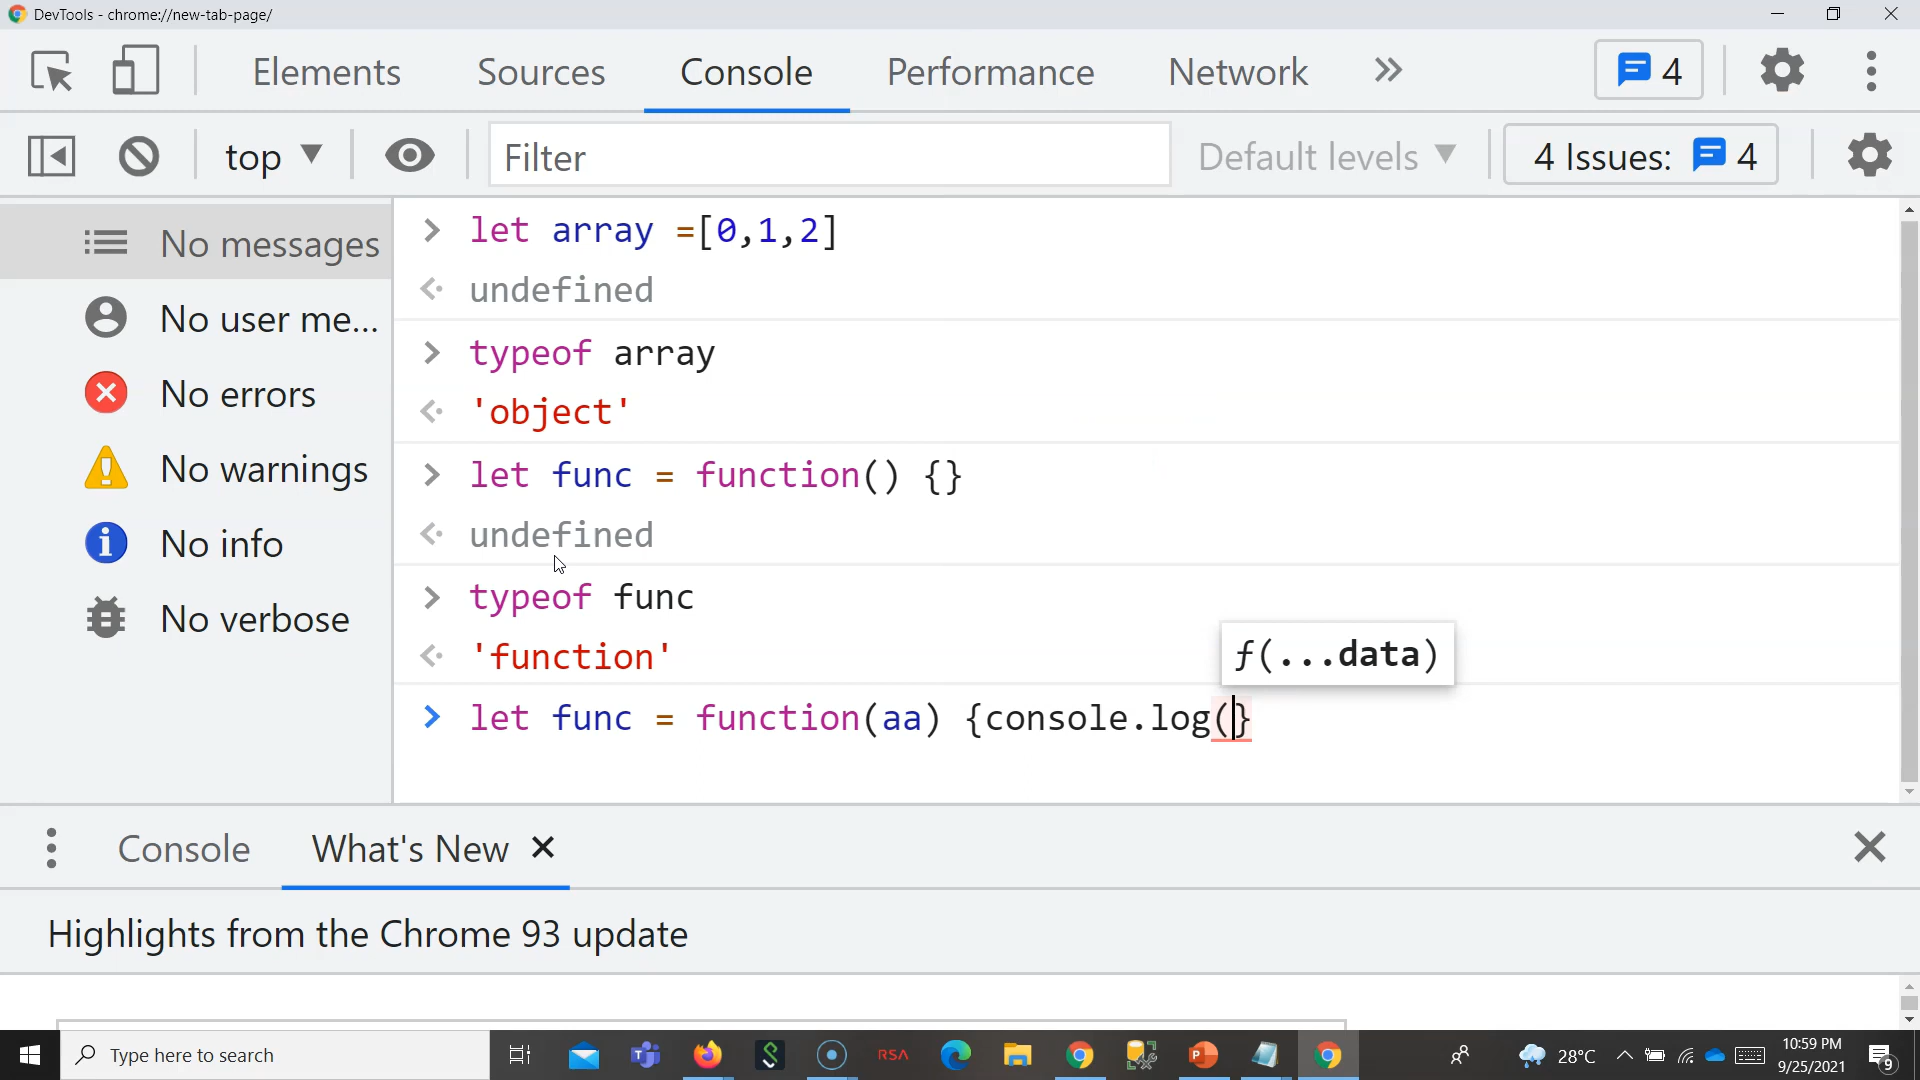 DevTools - chrome://new-tab-page/
Elements Sources Console Performance Network 4
top Filter Default levels 4 Issues: 4
No messages
No user me...
No errors
No warnings
No info
No verbose
let array =[0,1,2]
undefined
typeof array
'object'
let func = function() {}
undefined
typeof func
'function'
f(...data)
let func = function(aa) {console.log(}
Console What's New
Highlights from the Chrome 93 update
Type here to search
RSA
28°C
10:59 PM
9/25/2021
9